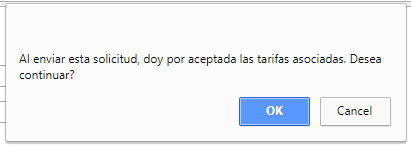 Al enviar esta solicitud, doy por aceptada las tarifas asociadas. Desea
continuar?
OK
Cancel